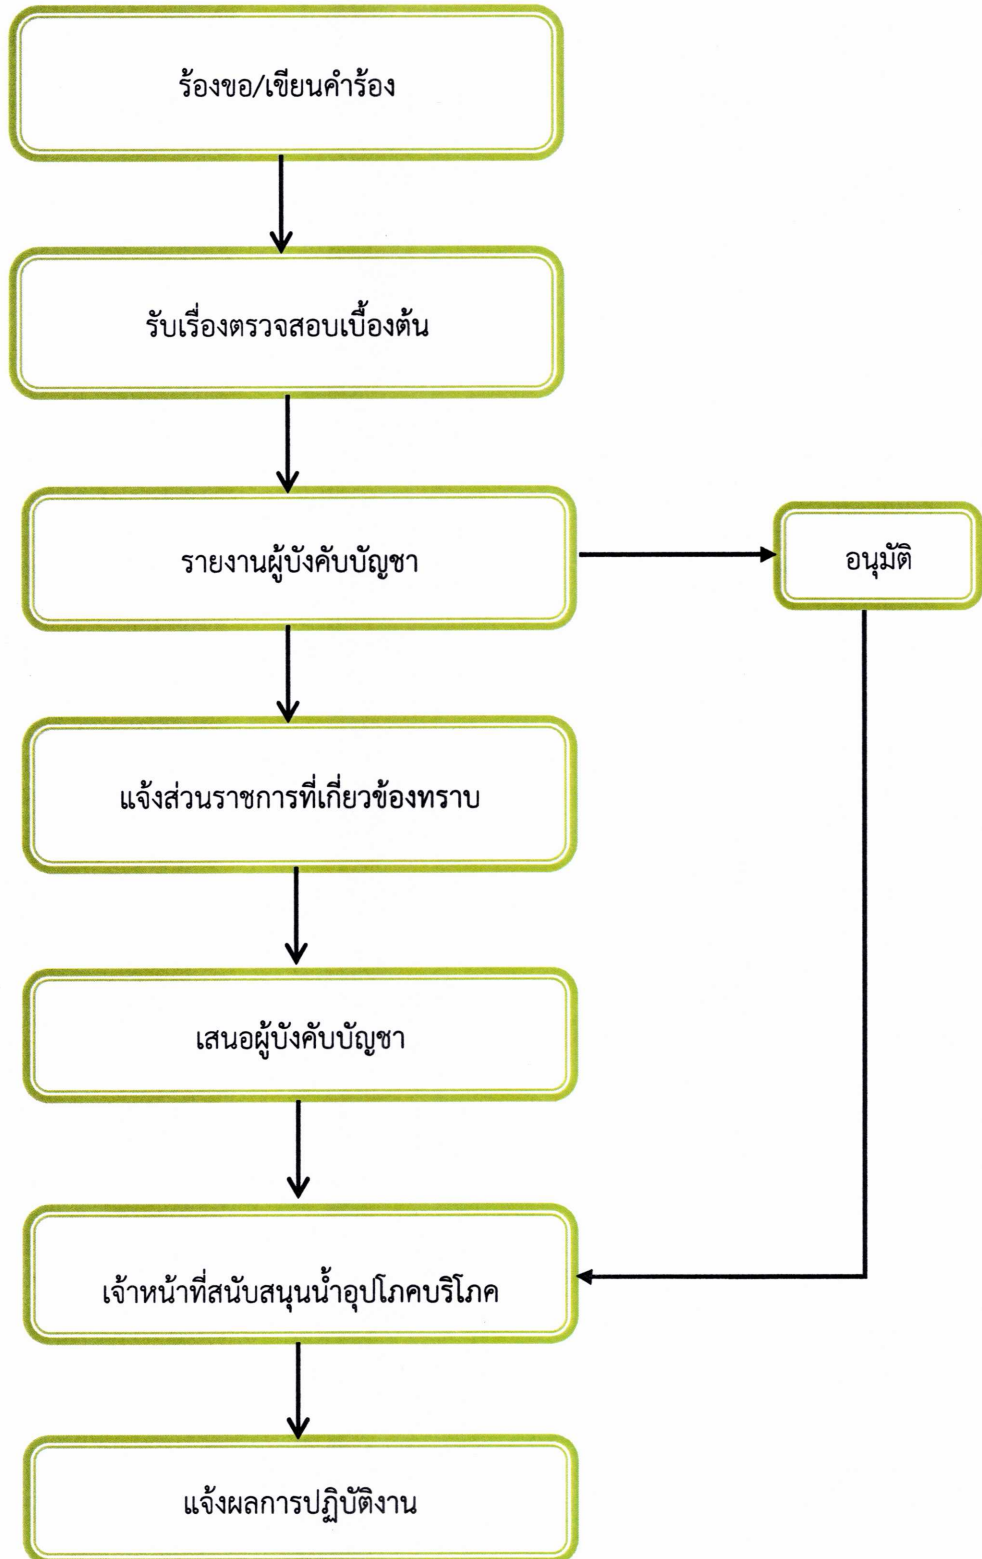 ร้องขอ/เขียนคำร้อง
รับเรื่องตรวจสอบเบื้องต้น
รายงานผู้บังคับบัญชา
อนุมัติ
แจ้งส่วนราชการที่เกี่ยวข้องทราบ
เสนอผู้บังคับบัญชา
เจ้าหน้าที่สนับสนุนน้ำอุปโภคบริโภค
แจ้งผลการปฏิบัติงาน